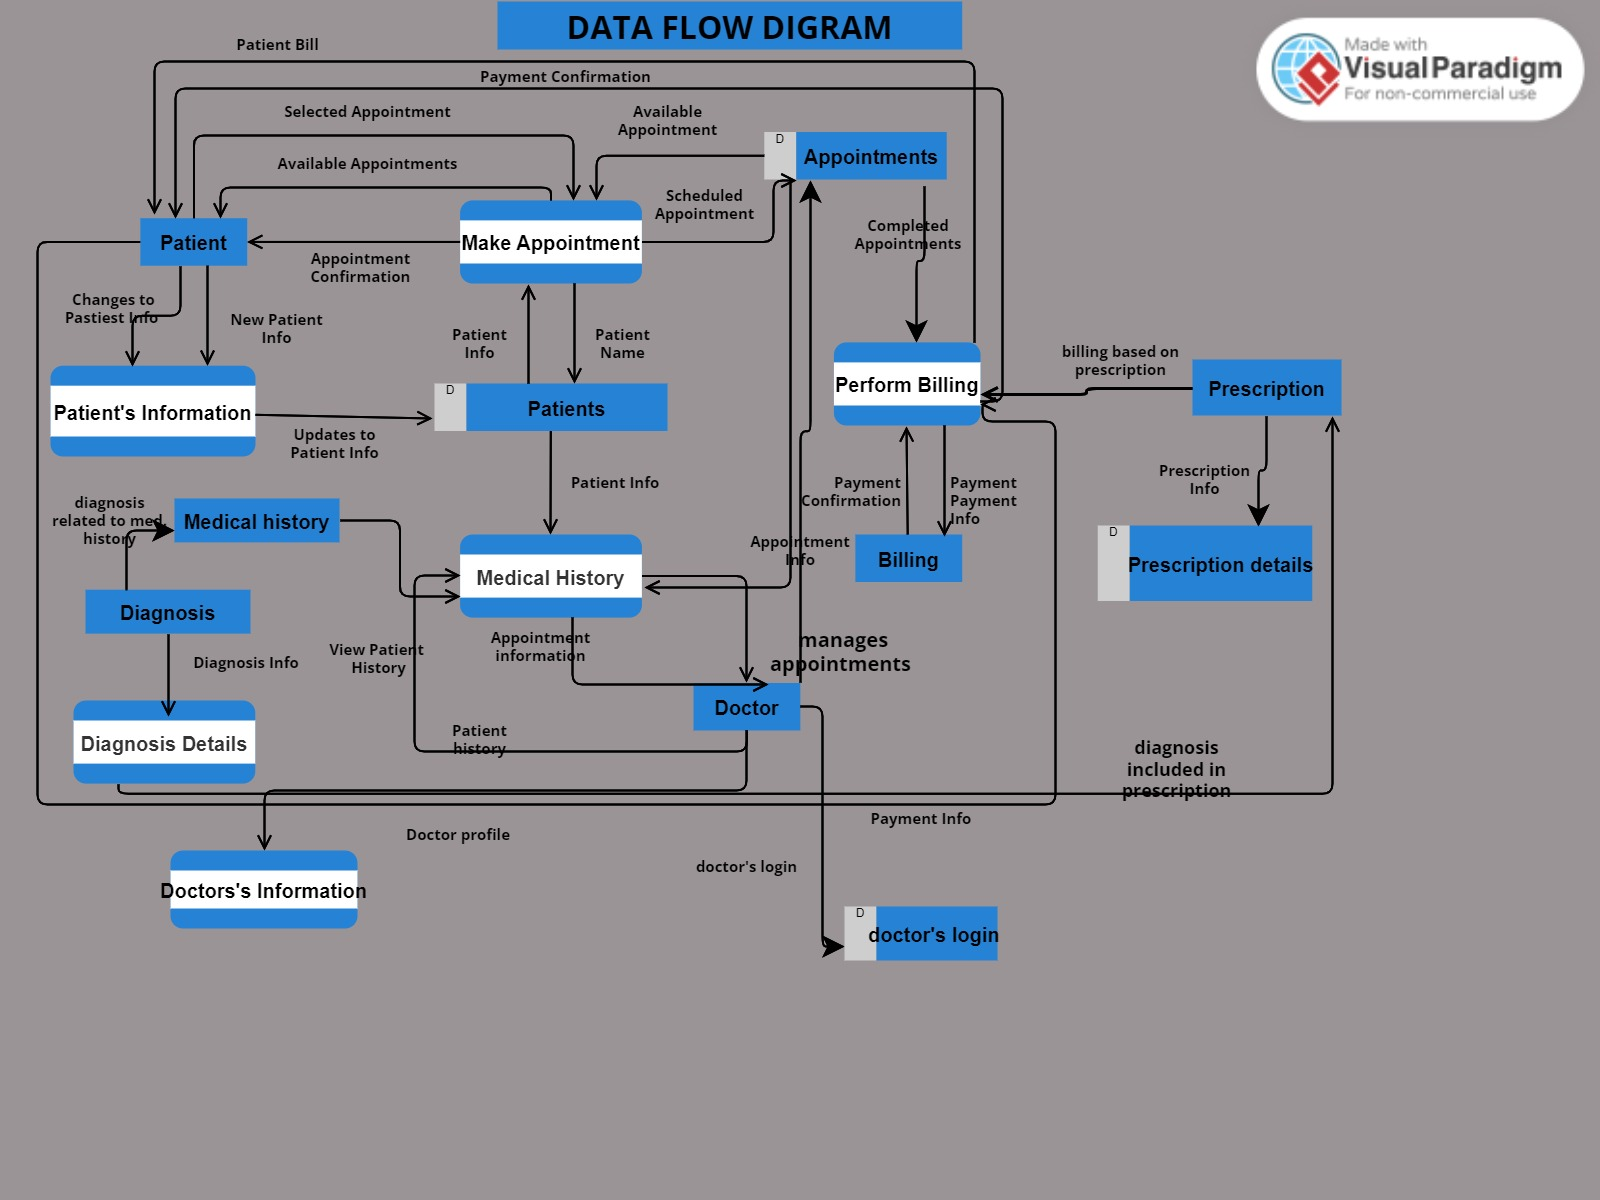 DATA FLOW DIGRAM
Made with
Visual Paradigm
For non-commercial use
Patient Bill
Payment Confirmation
Selected Appointment
Available
Appointment
D
Appointments
Available Appointments
Scheduled
Appointment
Patient
Make Appointment
Completed
Appointments
Appointment
Confirmation
Changes to
Pastiest Info
New Patient
Info
Patient
Info
Patient
Name
billing based on
prescription
Perform Billing
Prescription
Patient's Information
D
Patients
Updates to
Patient Info
Prescription
Info
Patient Info
Payment
Confirmation
Payment
Payment
Info
diagnosis
related to med.
history
Medical history
Appointment
Info
Billing
D
Prescription details
Medical History
Diagnosis
Appointment
information
manages
appointments
View Patient
History
Diagnosis Info
Doctor
Patient
history
Diagnosis Details
diagnosis
included in
prescription
Payment Info
Doctor profile
doctor's login
Doctors's Information
D
doctor's login